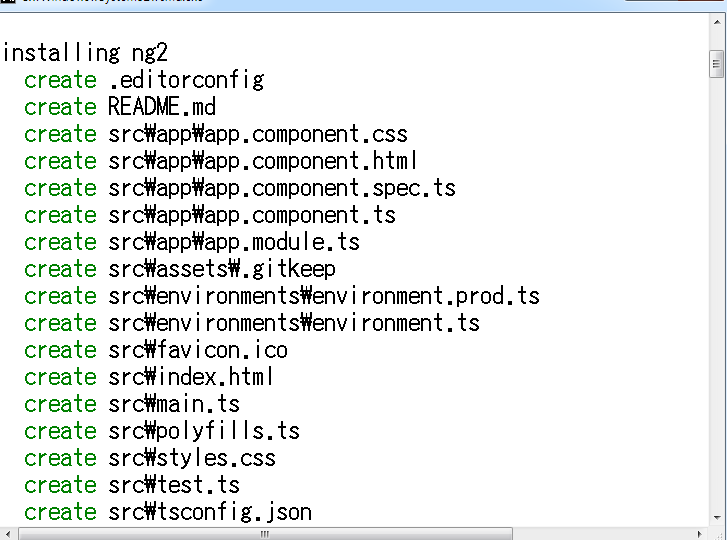 installing ng2
create .editorconfig
create README.md
create src₩app₩app.component.css
create src₩app₩app.component.html
create src₩app₩app.component.spec.ts
create src₩app₩app.component.ts
create src₩app₩app.module.ts
create src₩assets₩.gitkeep
create src₩environments₩environment.prod.ts
create src₩environments₩environment.ts
create src₩favicon.ico
create src₩index.html
create src₩main.ts
create src₩polyfills.ts
create src₩styles.css
create src₩test.ts
create src₩tsconfig.json